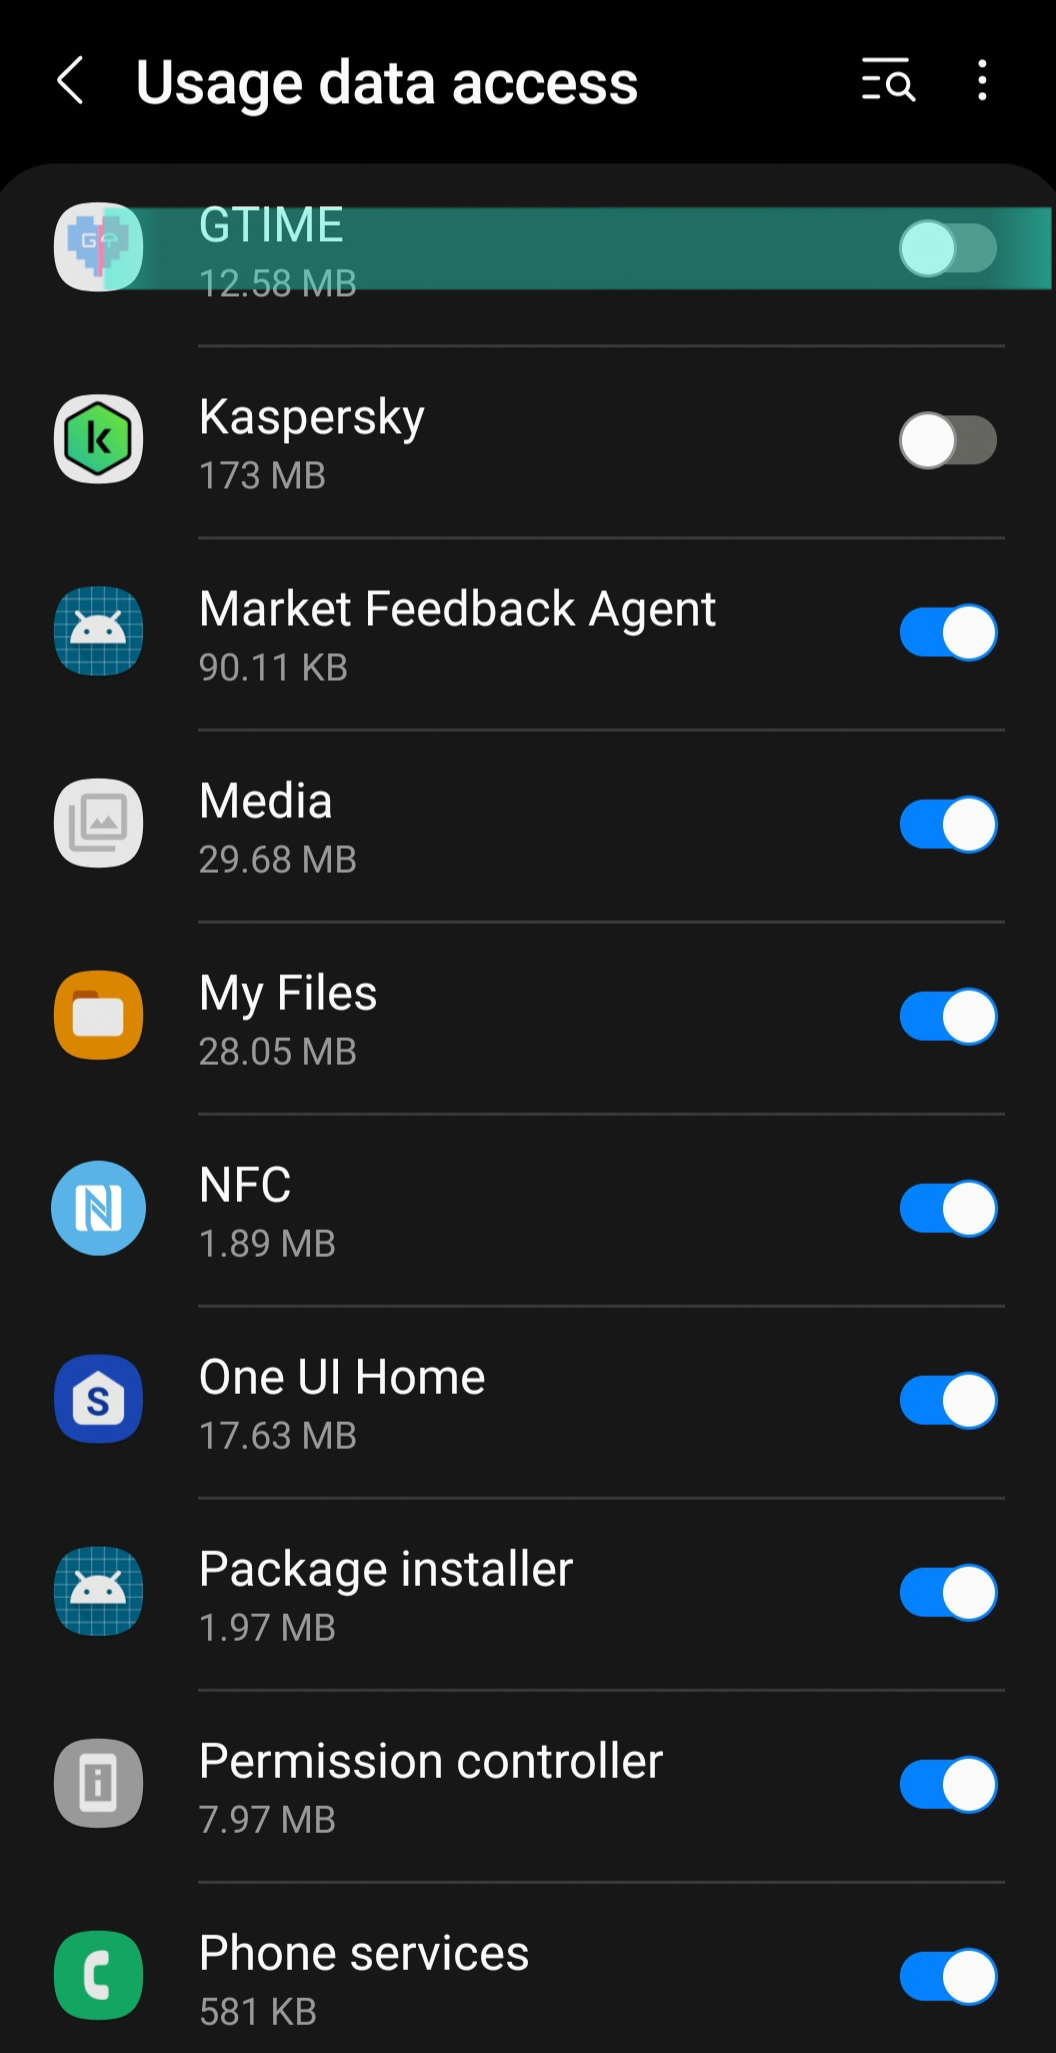 Usage data access
GTIME
12.58 MB
Kaspersky
173 MB
Market Feedback Agent
90.11 KB
Media
29.68 MB
My Files
28.05 MB
NFC
1.89 MB
One UI Home
17.63 MB
Package installer
1.97 MB
Permission controller
7.97 MB
Phone services
581 KB